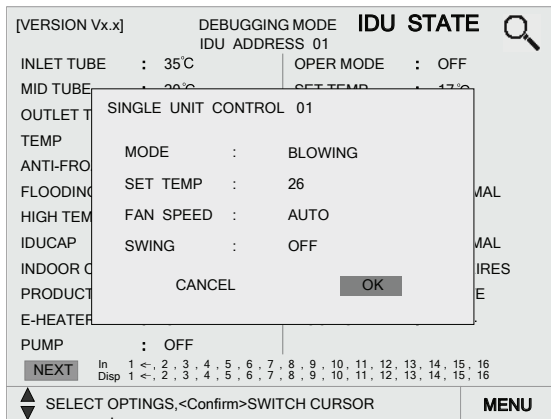 [VERSION Vx.x] DEBUGGING MODE IDU STATE
IDU ADDRESS 01
INLET TUBE : 35℃ OPER MODE : OFF
MID TUBE
OUTLET T
TEMP
ANTI-FRO
FLOODING MAL
HIGH TEM
IDUCAP MAL
INDOOR C IRES
PRODUCT E
E-HEATER
SINGLE UNIT CONTROL 01
MODE : BLOWING
SET TEMP : 26
FAN SPEED : AUTO
SWING : OFF
CANCEL OK
PUMP : OFF
NEXT In 1 <-, 2 , 3 , 4 , 5 , 6 , 7 , 8 , 9 , 10 , 11 , 12 , 13 , 14 , 15 , 16
Disp 1 <-, 2 , 3 , 4 , 5 , 6 , 7 , 8 , 9 , 10 , 11 , 12 , 13 , 14 , 15 , 16
SELECT OPTINGS,<Confirm>SWITCH CURSOR MENU